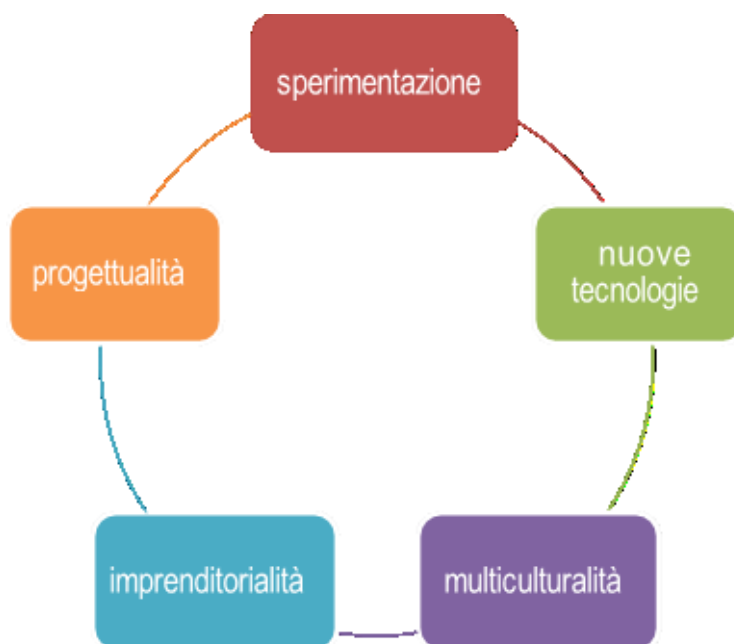 sperimentazione
progettualità
nuove
tecnologie
imprenditorialità
multiculturalità